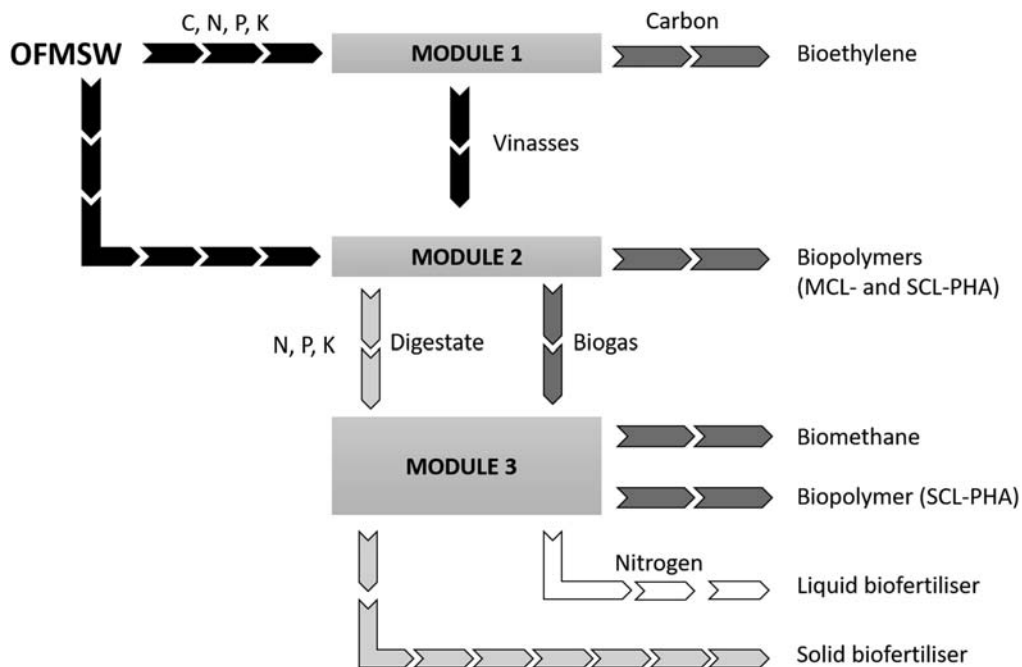 C, N, P, K
Carbon
OFMSW
MODULE 1
Bioethylene
Vinasses
MODULE 2
Biopolymers
(MCL- and SCL-PHA)
N, P, K
Digestate
Biogas
MODULE 3
Biomethane
Biopolymer (SCL-PHA)
Nitrogen
Liquid biofertiliser
Solid biofertiliser